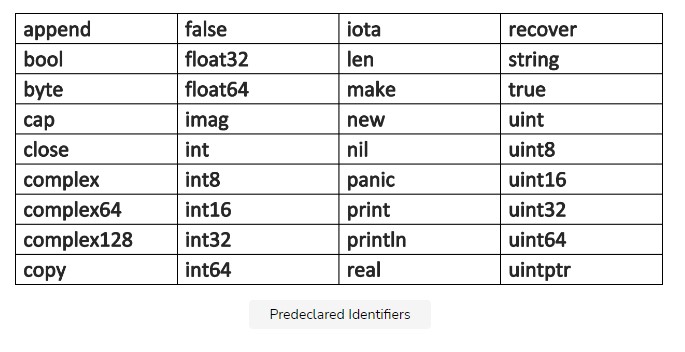 append false iota recover
bool float32 len string
byte float64 make true
cap imag new uint
close int nil uint8
complex int8 panic uint16
complex64 int16 print uint32
complex128 int32 println uint64
copy int64 real uintptr
Predeclared Identifiers